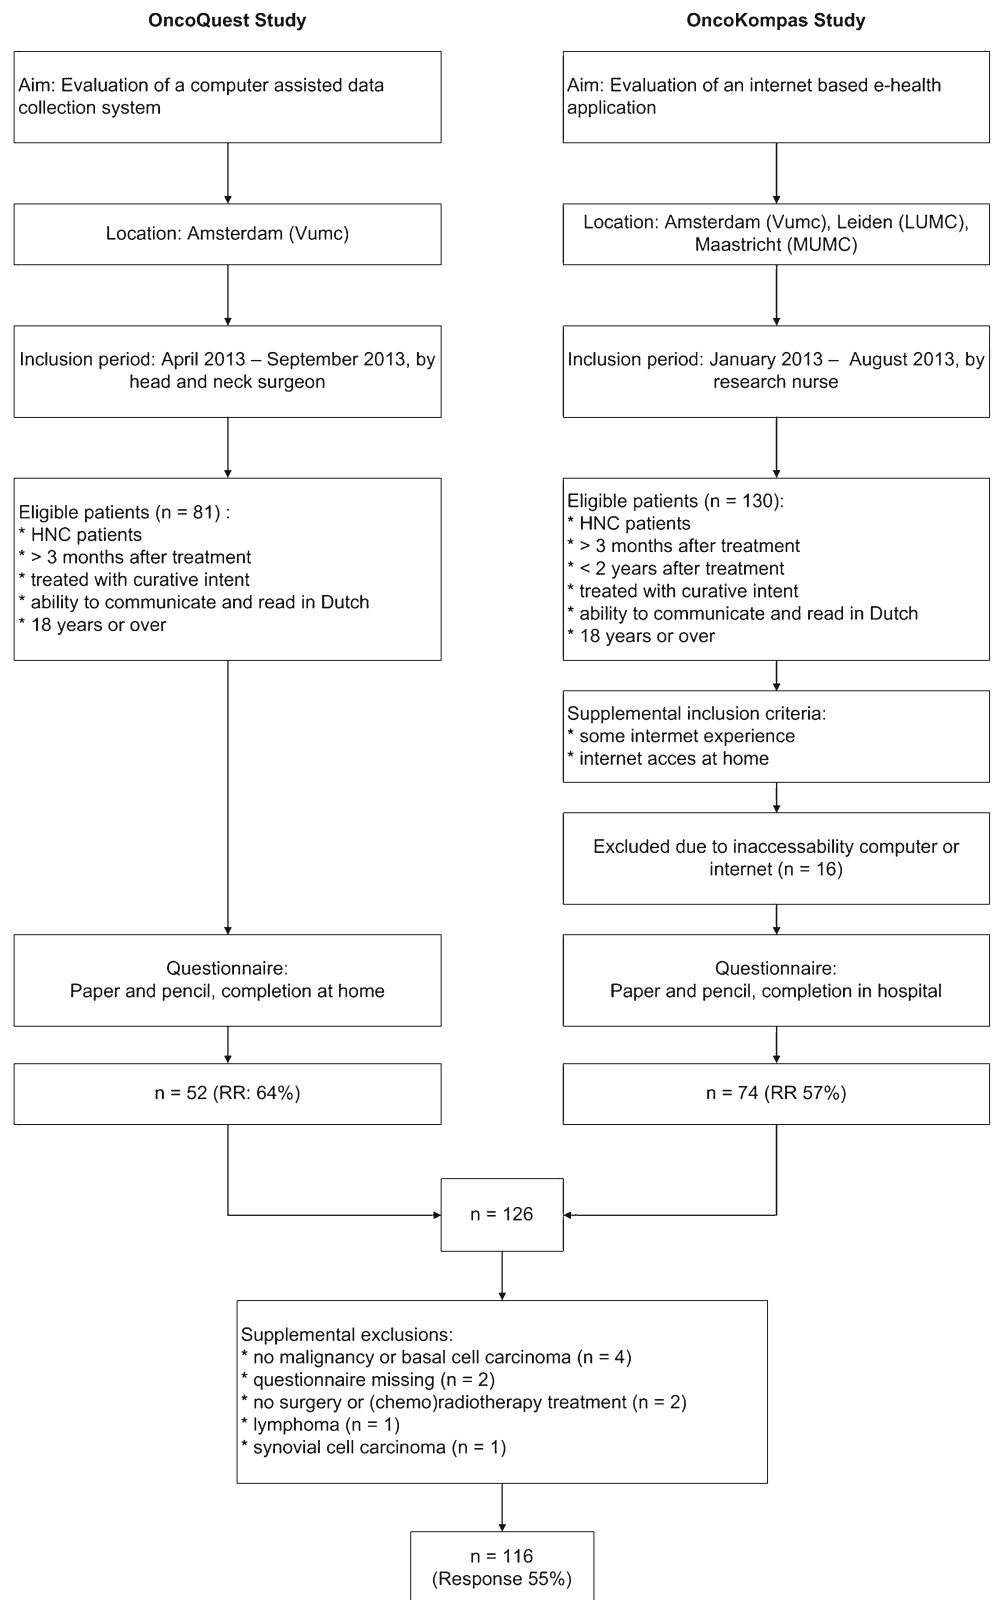 OncoQuest Study
Aim: Evaluation of a computer assisted data
collection system
Location: Amsterdam (Vumc)
Inclusion period: April 2013 – September 2013, by
head and neck surgeon
Eligible patients (n = 81) :
* HNC patients
* > 3 months after treatment
* treated with curative intent
* ability to communicate and read in Dutch
* 18 years or over
Questionnaire:
Paper and pencil, completion at home
n = 52 (RR: 64%)
OncoKompas Study
Aim: Evaluation of an internet based e-health
application
Location: Amsterdam (Vumc), Leiden (LUMC),
Maastricht (MUMC)
Inclusion period: January 2013 – August 2013, by
research nurse
Eligible patients (n = 130):
* HNC patients
* > 3 months after treatment
* < 2 years after treatment
* treated with curative intent
* ability to communicate and read in Dutch
* 18 years or over
Supplemental inclusion criteria:
* some internet experience
* internet acces at home
Excluded due to inaccessability computer or
internet (n = 16)
Questionnaire:
Paper and pencil, completion in hospital
n = 74 (RR 57%)
n = 126
Supplemental exclusions:
* no malignancy or basal cell carcinoma (n = 4)
* questionnaire missing (n = 2)
* no surgery or (chemo)radiotherapy treatment (n = 2)
* lymphoma (n = 1)
* synovial cell carcinoma (n = 1)
n = 116
(Response 55%)